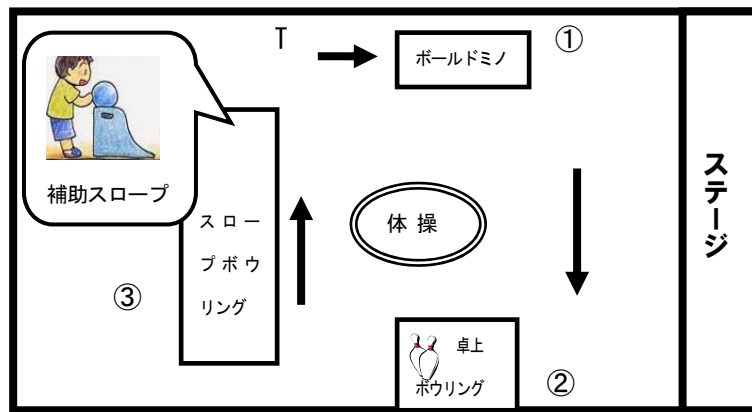 T
ボールドミノ
①
補助スロープ
スロー
プボウ
リング
体 操
ステージ
③
卓上
ボウリング
②